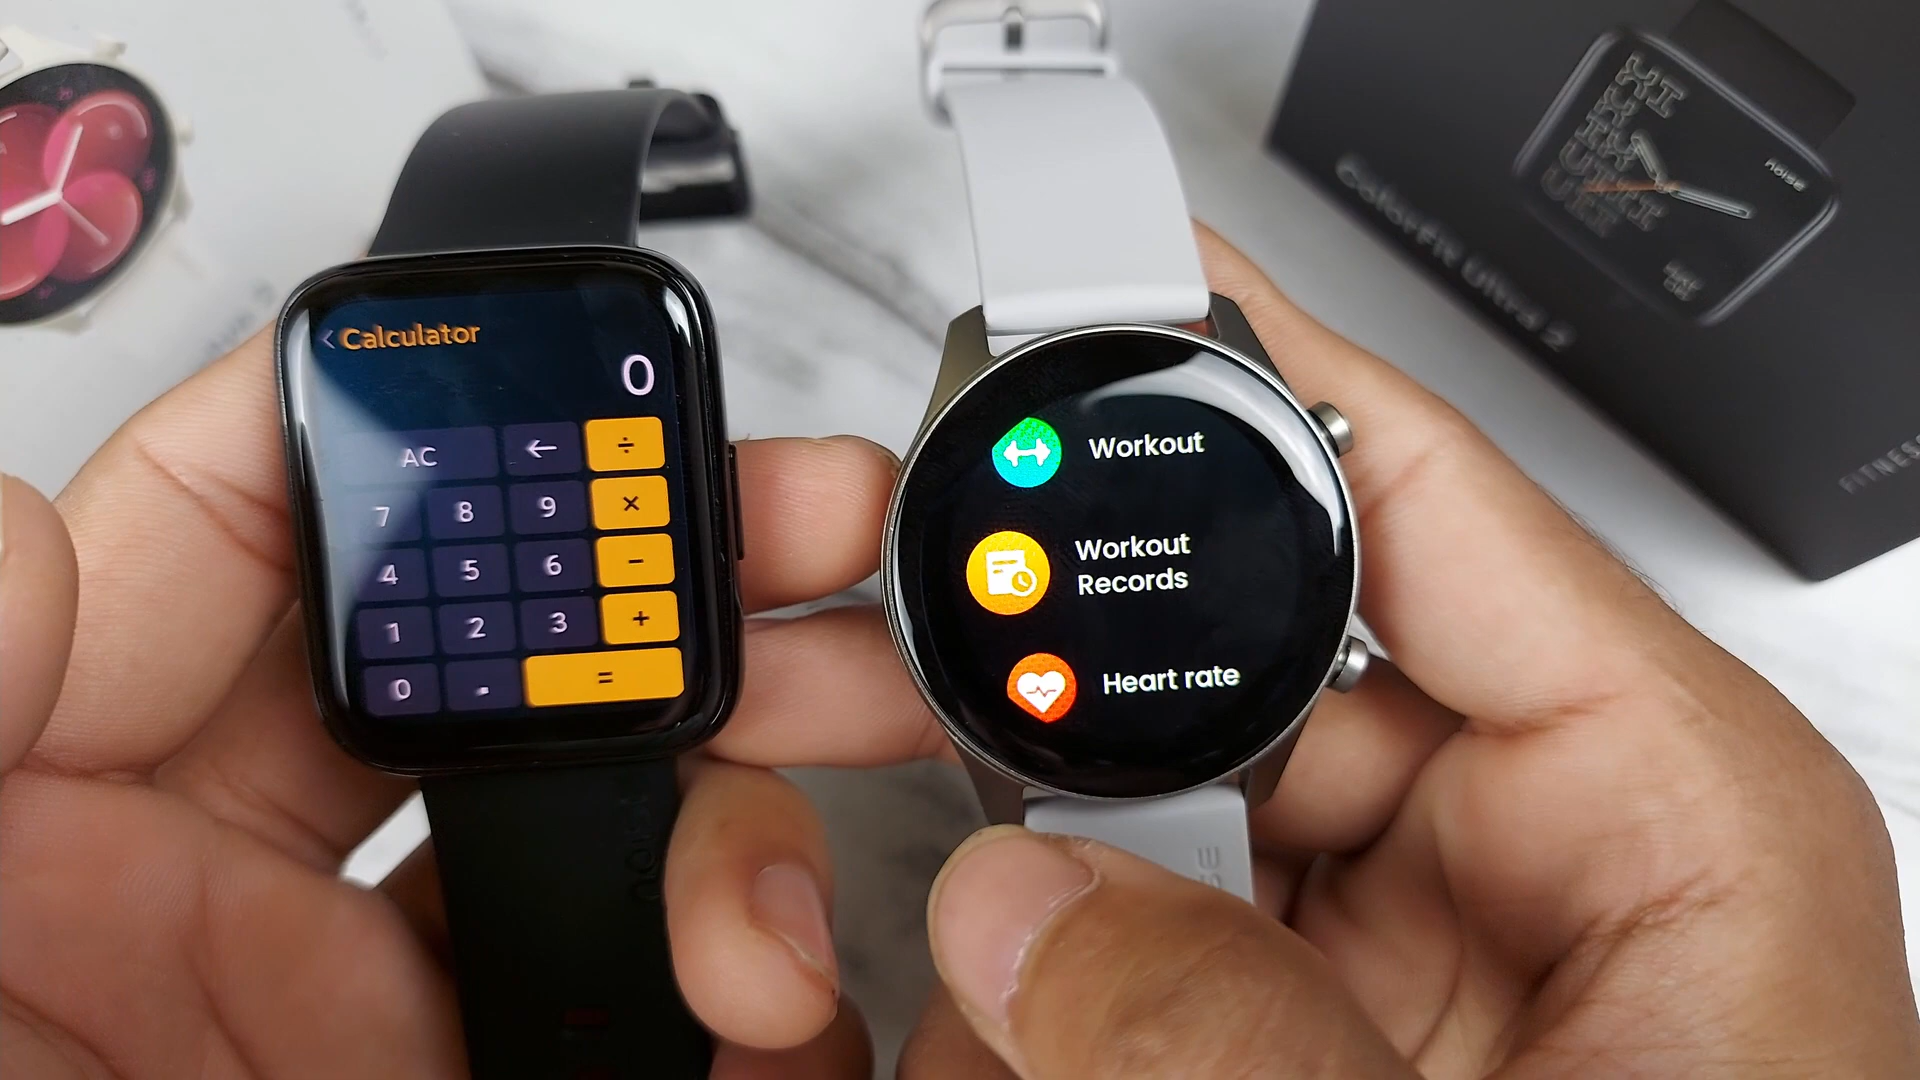 Calculator
0
AC ← ÷
7 8 9 ×
4 5 6 −
1 2 3 +
0 . =
Workout
Workout
Records
Heart rate
noise
ColorFit Ultra 2
FITNES